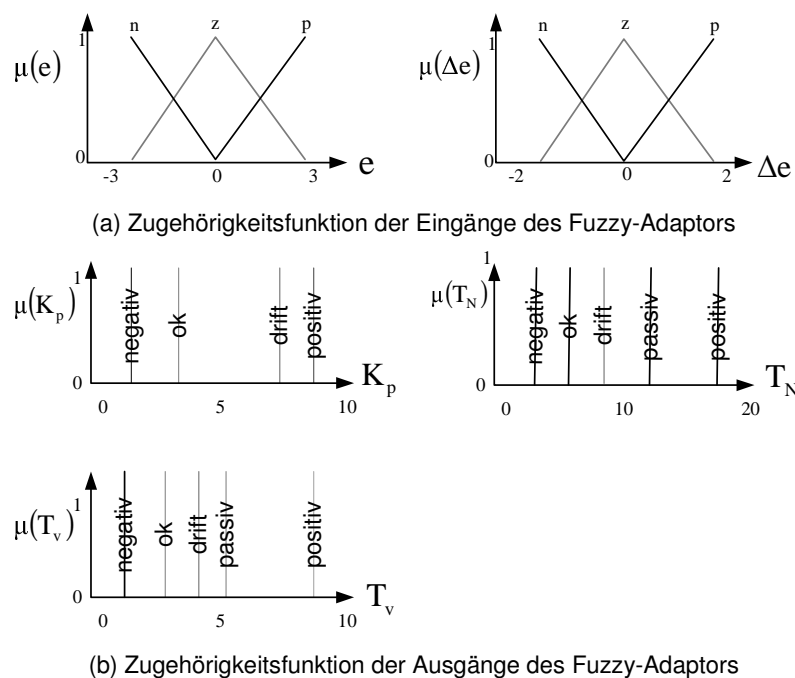 n z p
1
μ(e)
0
-3 0 3 e
n z p
1
μ(Δe)
0
-2 0 2 Δe
(a) Zugehörigkeitsfunktion der Eingänge des Fuzzy-Adaptors
1
μ(K_p)
negativ ok drift positiv
0
0 5 10 K_p
1
μ(T_N)
negativ ok drift passiv positiv
0
0 10 20 T_N
1
μ(T_v)
negativ ok drift passiv positiv
0
0 5 10 T_v
(b) Zugehörigkeitsfunktion der Ausgänge des Fuzzy-Adaptors